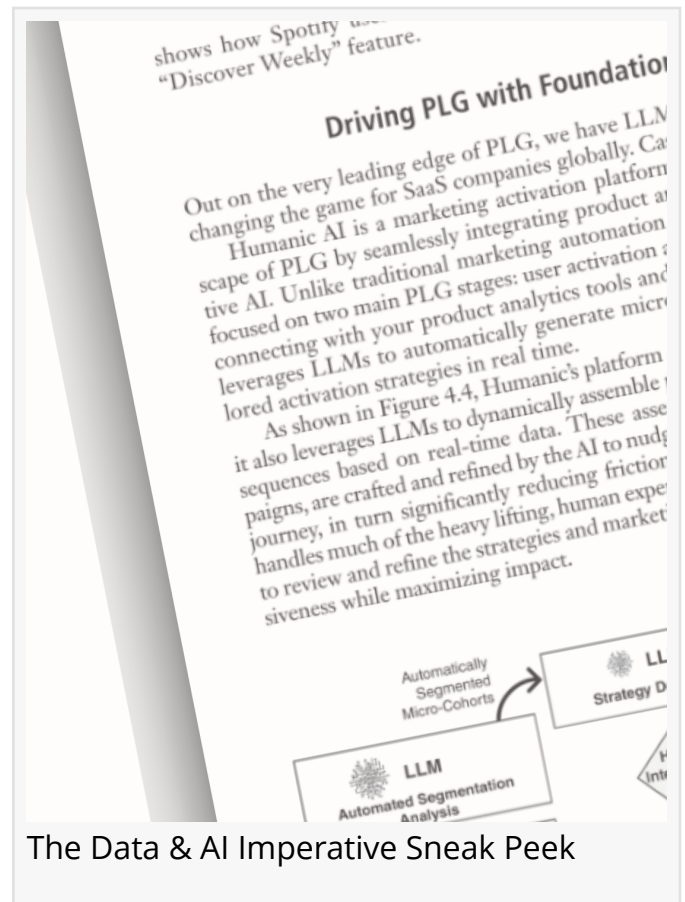 shows how Spotify
“Discover Weekly” feature.
Driving PLG with Foundation
Out on the very leading edge of PLG, we have LLM
changing the game for SaaS companies globally. Ca
Humanic AI is a marketing activation platform
scape of PLG by seamlessly integrating product a
tive AI. Unlike traditional marketing automation
focused on two main PLG stages: user activation a
connecting with your product analytics tools and
leverages LLMs to automatically generate micr
lored activation strategies in real time.
As shown in Figure 4.4, Humanic’s platform
it also leverages LLMs to dynamically assemble
sequences based on real-time data. These asse
paigns, are crafted and refined by the AI to nudg
journey, in turn significantly reducing friction
handles much of the heavy lifting, human expe
to review and refine the strategies and marketi
siveness while maximizing impact.
Automatically
Segmented
Micro-Cohorts
LL
Strategy D
LLM
Automated Segmentation
Analysis
H
Inte
The Data & AI Imperative Sneak Peek